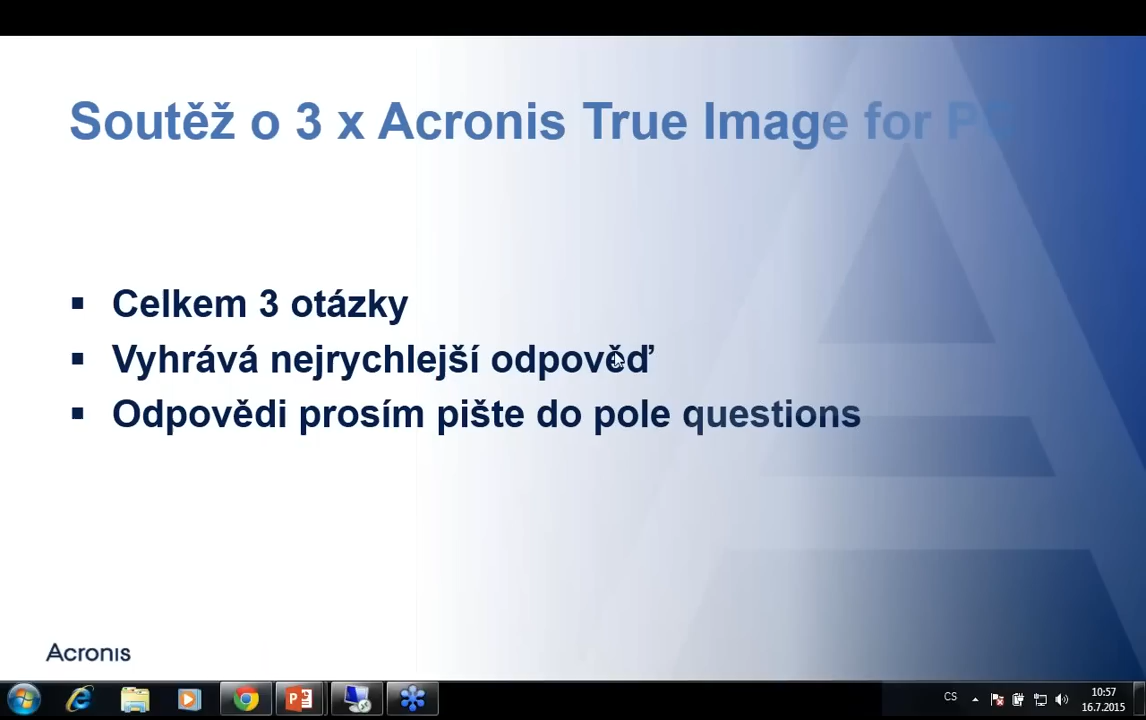 Soutěž o 3 x Acronis True Image for PC
Celkem 3 otázky
Vyhrává nejrychlejší odpověď
Odpovědi prosím pište do pole questions
Acronis
CS
10:57
16.7.2015